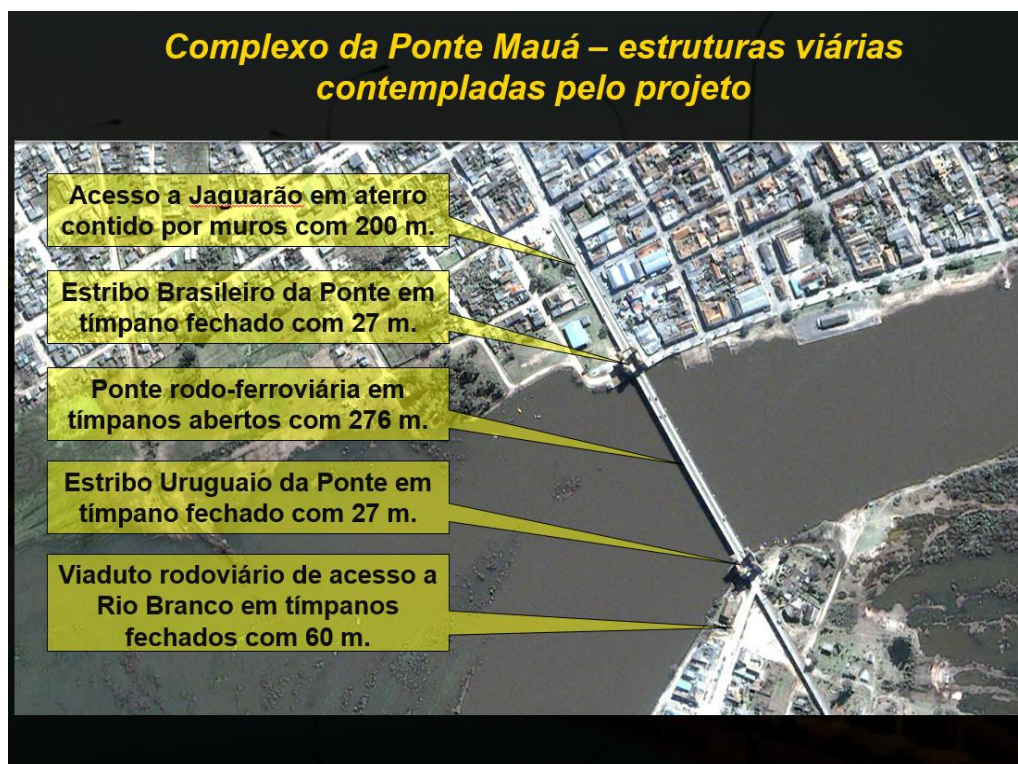 Complexo da Ponte Mauá – estruturas viárias
contempladas pelo projeto
Acesso a Jaguarão em aterro
contido por muros com 200 m.
Estribo Brasileiro da Ponte em
tímpano fechado com 27 m.
Ponte rodo-ferroviária em
tímpanos abertos com 276 m.
Estribo Uruguaio da Ponte em
tímpano fechado com 27 m.
Viaduto rodoviário de acesso a
Rio Branco em tímpanos
fechados com 60 m.